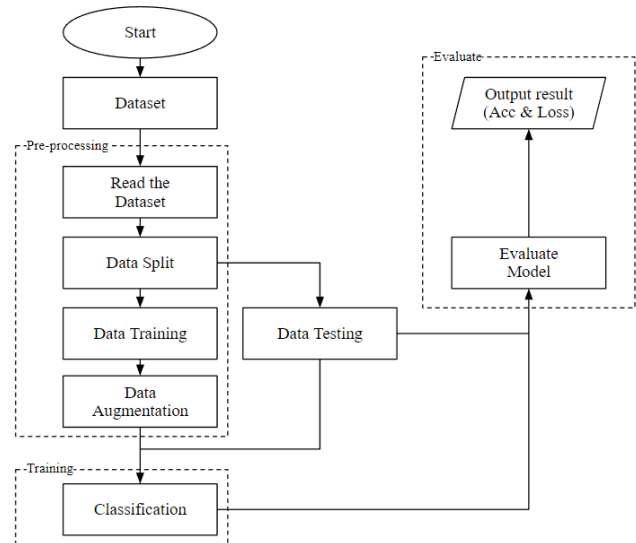 Start
Dataset
Pre-processing
Read the
Dataset
Data Split
Data Training
Data
Augmentation
Data Testing
Training
Classification
Evaluate
Output result
(Acc & Loss)
Evaluate
Model